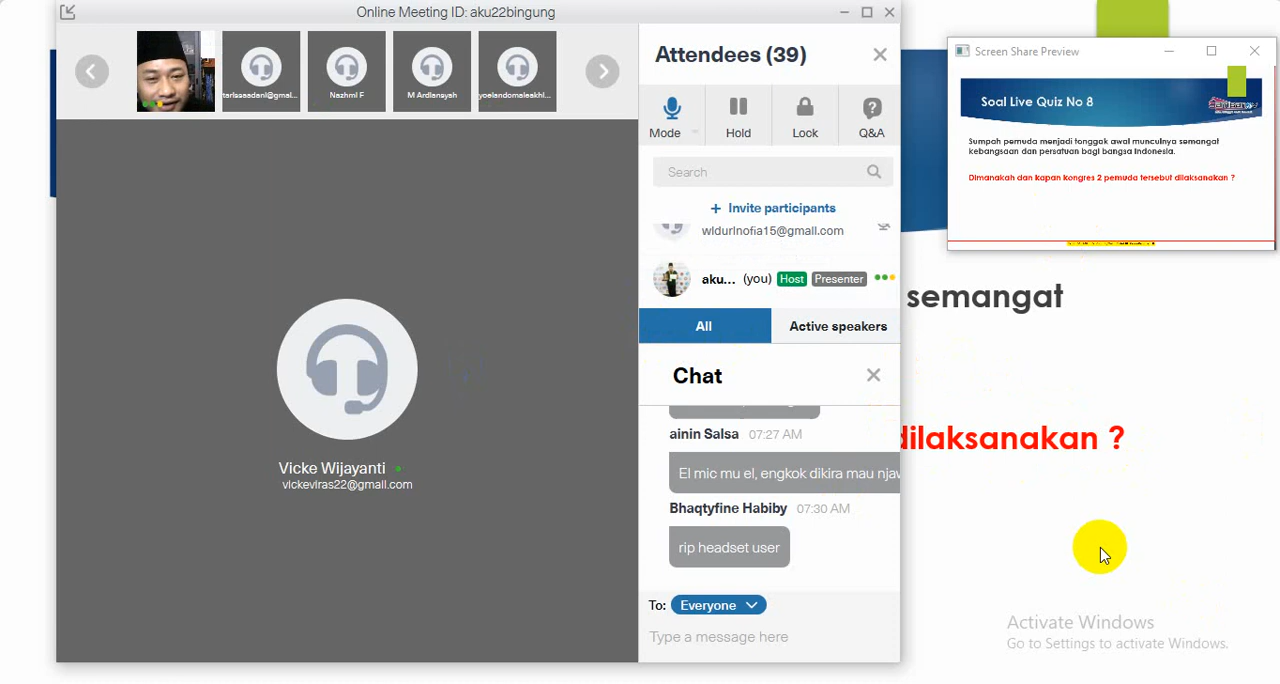 Online Meeting ID: aku22bingung
Nazhml F
M Ardlansysh
Vicke Wijayanti
vickeviras22@gmail.com
Attendees (39)
Mode
Hold
Lock
Q&A
Search
+ Invite participants
wldurlnofia15@gmail.com
aku... (you) Host Presenter
All
Active speakers
Chat
ainin Salsa 07:27 AM
El mic mu el, engkok dikira mau njaw
Bhaqtyfine Habiby 07:30 AM
rip headset user
To: Everyone
Type a message here
Screen Share Preview
Soal Live Quiz No 8
Sumpah pemuda menjadi tonggak awal munculnya semangat
kebangsaan dan persatuan bagi bangsa Indonesia.
Dimanakah dan kapan kongres 2 pemuda tersebut dilaksanakan ?
semangat
dilaksanakan ?
Activate Windows
Go to Settings to activate Windows.